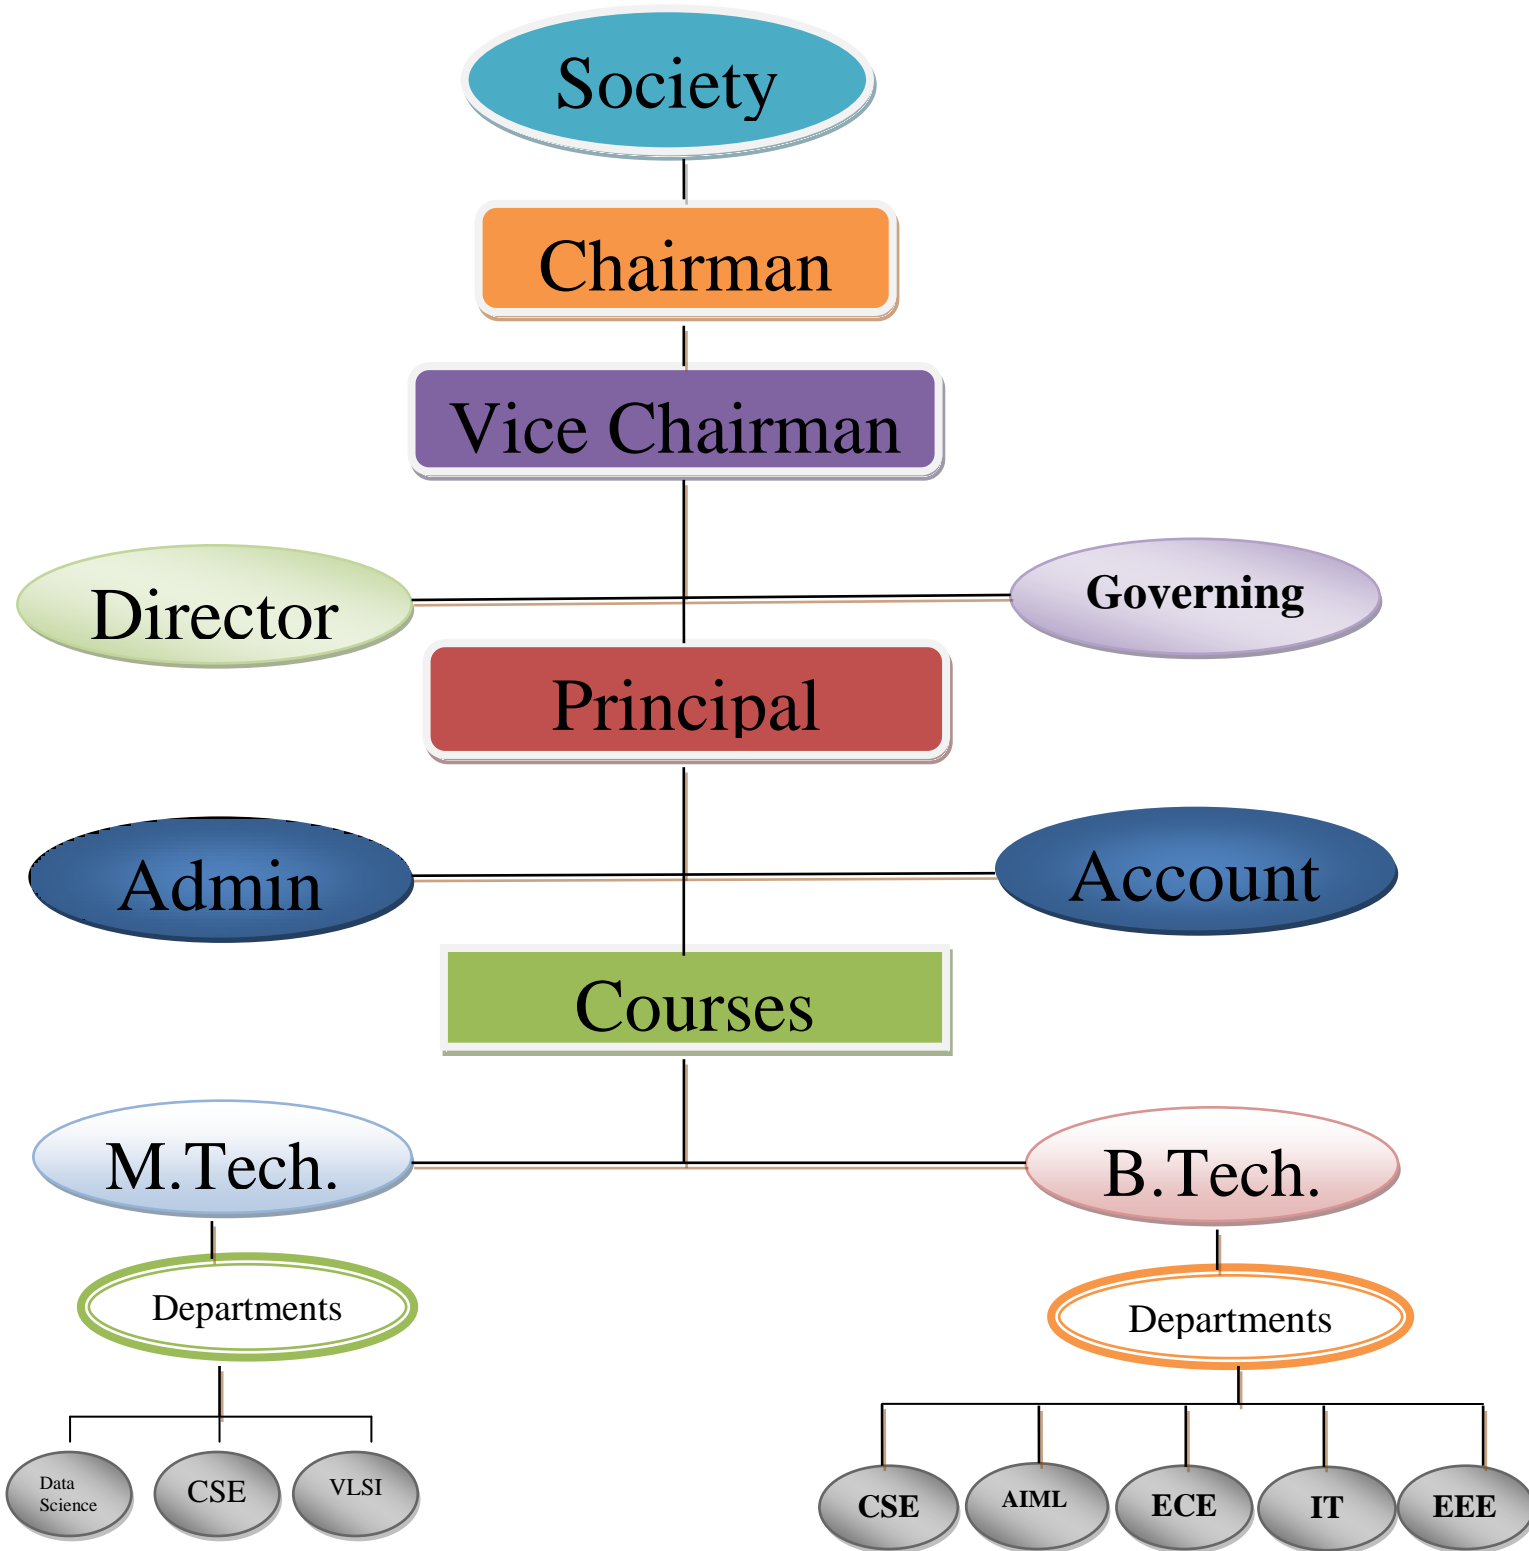 Society
Chairman
Vice Chairman
Director
Governing
Principal
Admin
Account
Courses
M.Tech.
B.Tech.
Departments
Departments
Data
Science
CSE
VLSI
CSE
AIML
ECE
IT
EEE